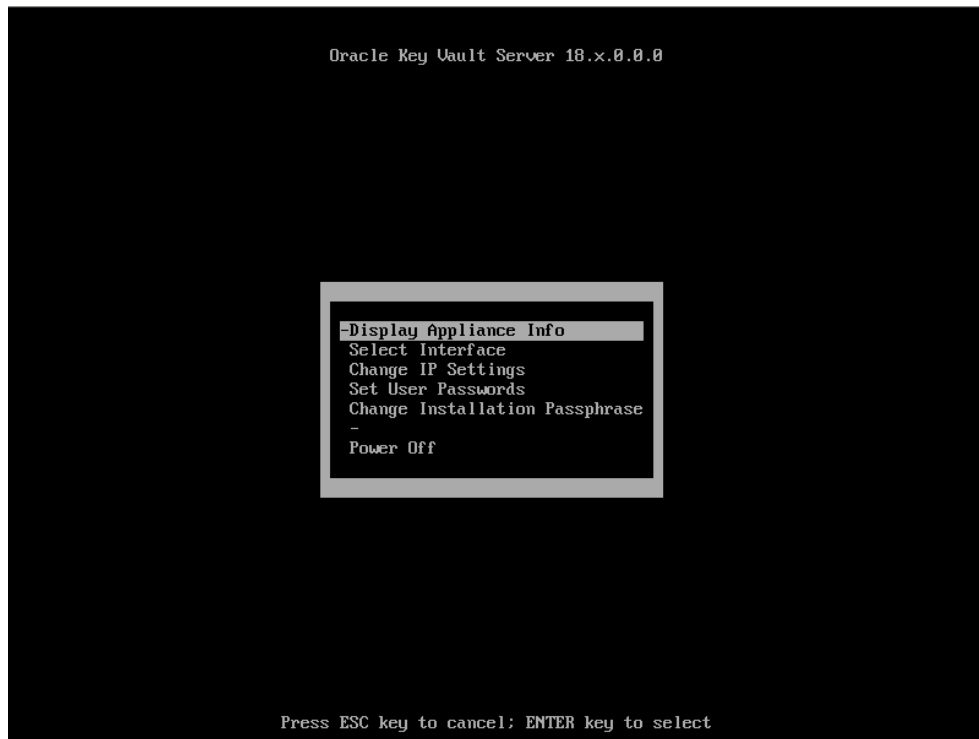 Oracle Key Vault Server 18.x.0.0.0
-Display Appliance Info
Select Interface
Change IP Settings
Set User Passwords
Change Installation Passphrase
-
Power Off
Press ESC key to cancel; ENTER key to select